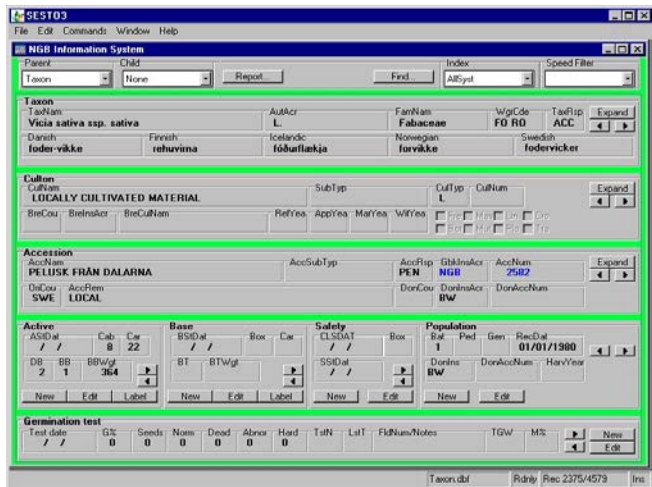 SESTO3
File Edit Commands Window Help
NGB Information System
Parent Child Index Speed Filter
Taxon None Report... Find... AllSyst
Taxon
TaxNam AutAcr FamNam WgrCde TaxRsp Expand
Vicia sativa ssp. sativa L. Fabaceae FO RO ACC
Danish Finnish Icelandic Norwegian Swedish
foder-vikke rehuvirna fóðurflækja forvikke fodervicker
Culton
CulNam SubTyp CulTyp CulNum Expand
LOCALLY CULTIVATED MATERIAL L
BreCou BreInsAcr BreCulNam RefYea AppYea MarYea WifYea
Accession
AccNam AccSubTyp AccRsp GbkInsAcr AccNum Expand
PELUSK FRÅN DALARNA PEN NGB 2582
OriCou AccRem DonCou DonInsAcr DonAccNum
SWE LOCAL BW
Active Base Safety Population
AStDat Cab Car BStDat Box Car CLSDAT Box Bat Ped Gen RecDat
/ / 8 22 / / / / 1 01/01/1980
DB BB BBWgt BT BTWgt SStDat DonIns DonAccNum HarvYear
2 1 364 / / BW
New Edit Label New Edit Label New Edit New Edit
Germination test
Test date G% Seeds Norm Dead Abnor Hard TstN LstT FldNum/Notes TGW M% New
/ / 0 0 0 0 0 0 Edit
Taxon.dbf Rdnly Rec 2375/4579 Ins